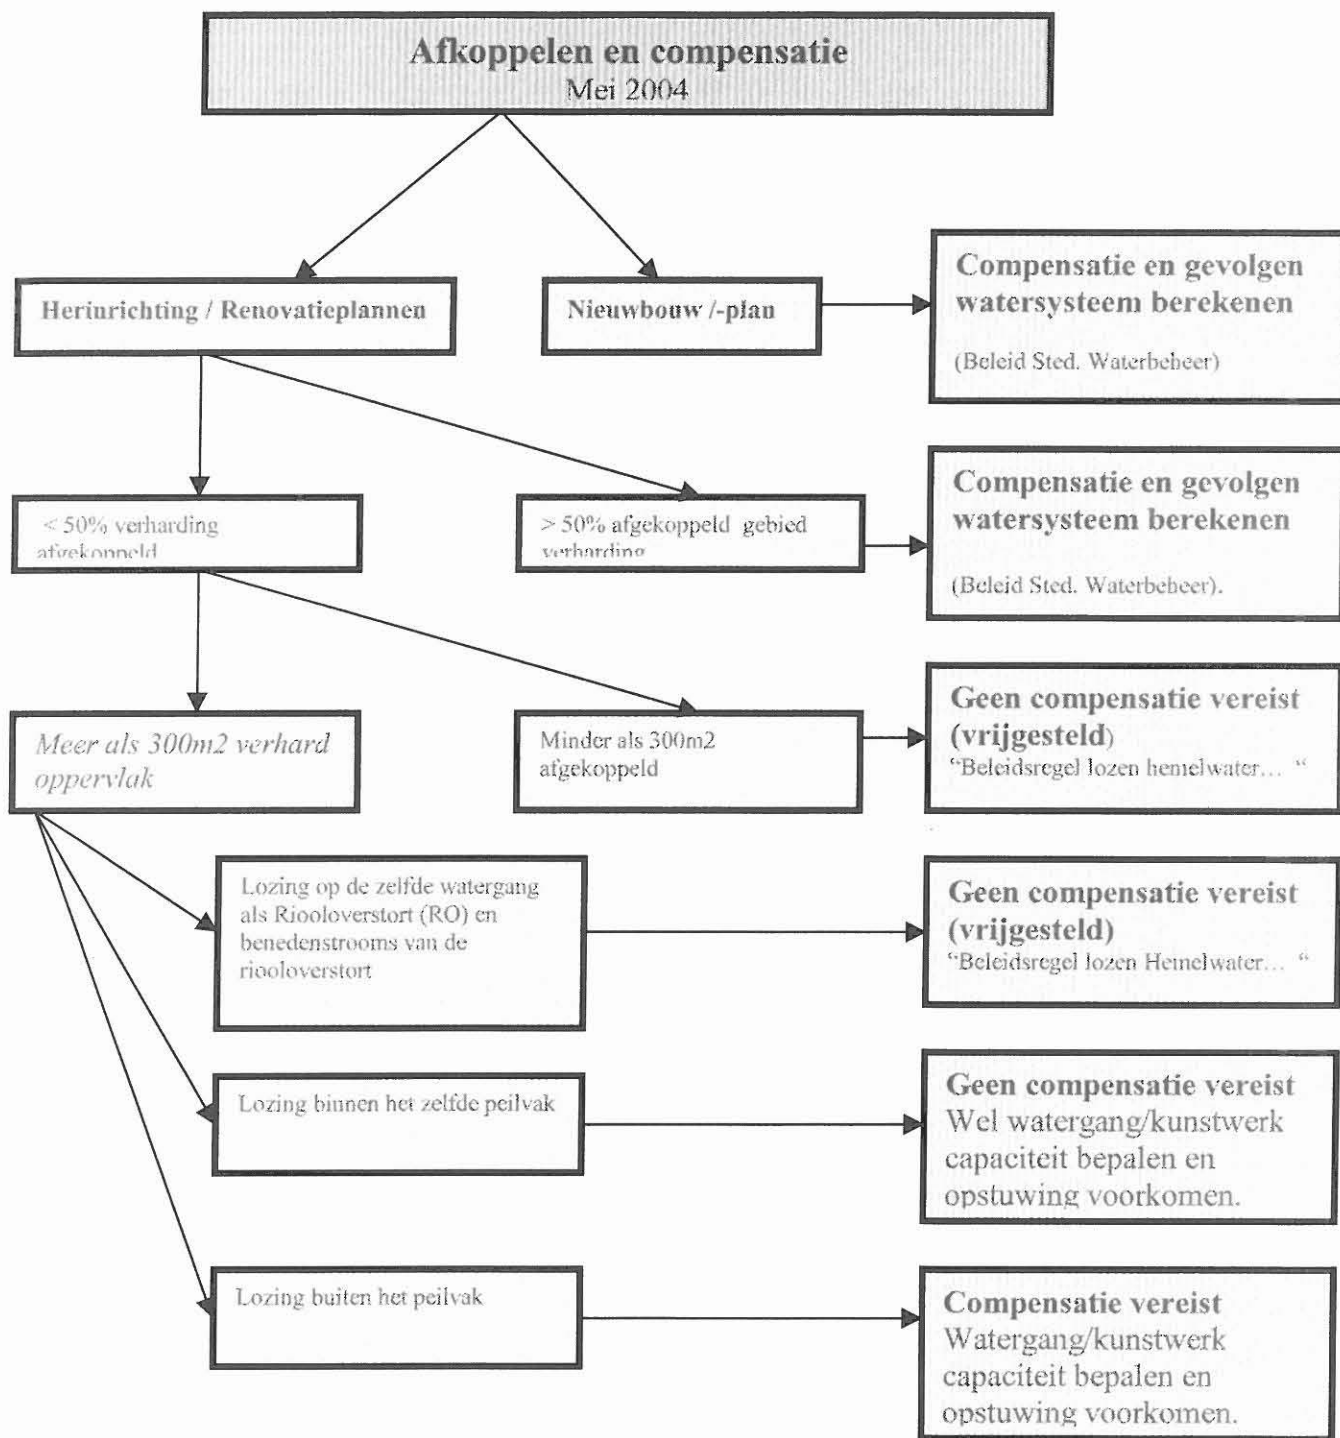 Afkoppelen en compensatie
Mei 2004
Herinrichting / Renovatieplannen
Nieuwbouw /-plan
Compensatie en gevolgen
watersysteem berekenen
(Beleid Sted. Waterbeheer)
< 50% verharding
afgekoppeld
> 50% afgekoppeld gebied
verharding
Compensatie en gevolgen
watersysteem berekenen
(Beleid Sted. Waterbeheer).
Meer als 300m2 verhard
oppervlak
Minder als 300m2
afgekoppeld
Geen compensatie vereist
(vrijgesteld)
"Beleidsregel lozen hemelwater... “
Lozing op de zelfde watergang
als Riooloverstort (RO) en
benedenstrooms van de
riooloverstort
Geen compensatie vereist
(vrijgesteld)
"Beleidsregel lozen Hemelwater... “
Lozing binnen het zelfde peilvak
Geen compensatie vereist
Wel watergang/kunstwerk
capaciteit bepalen en
opstuwing voorkomen.
Lozing buiten het peilvak
Compensatie vereist
Watergang/kunstwerk
capaciteit bepalen en
opstuwing voorkomen.